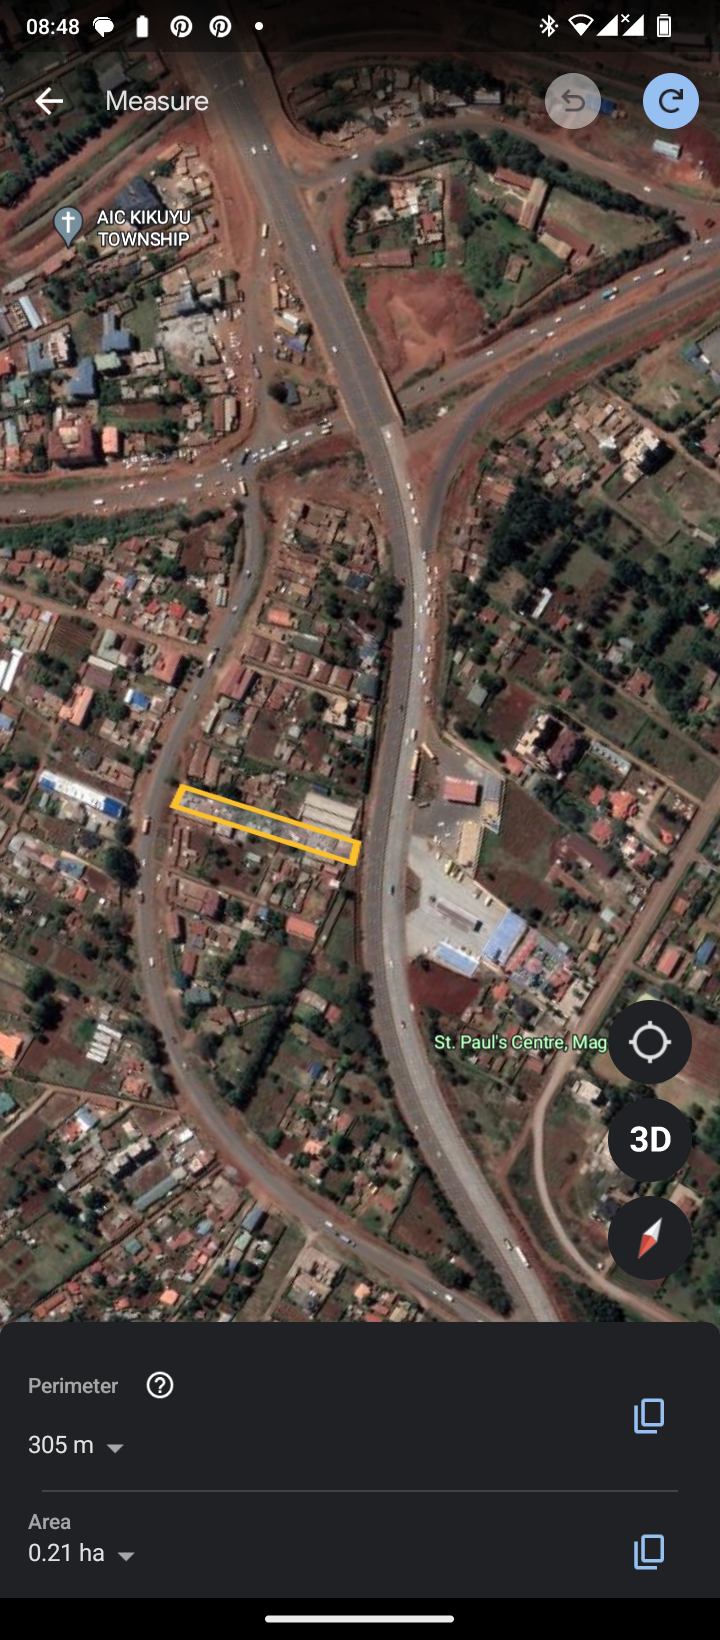 08:48
Measure
AIC KIKUYU
TOWNSHIP
St. Paul's Centre, Mag
3D
Perimeter
305 m
Area
0.21 ha